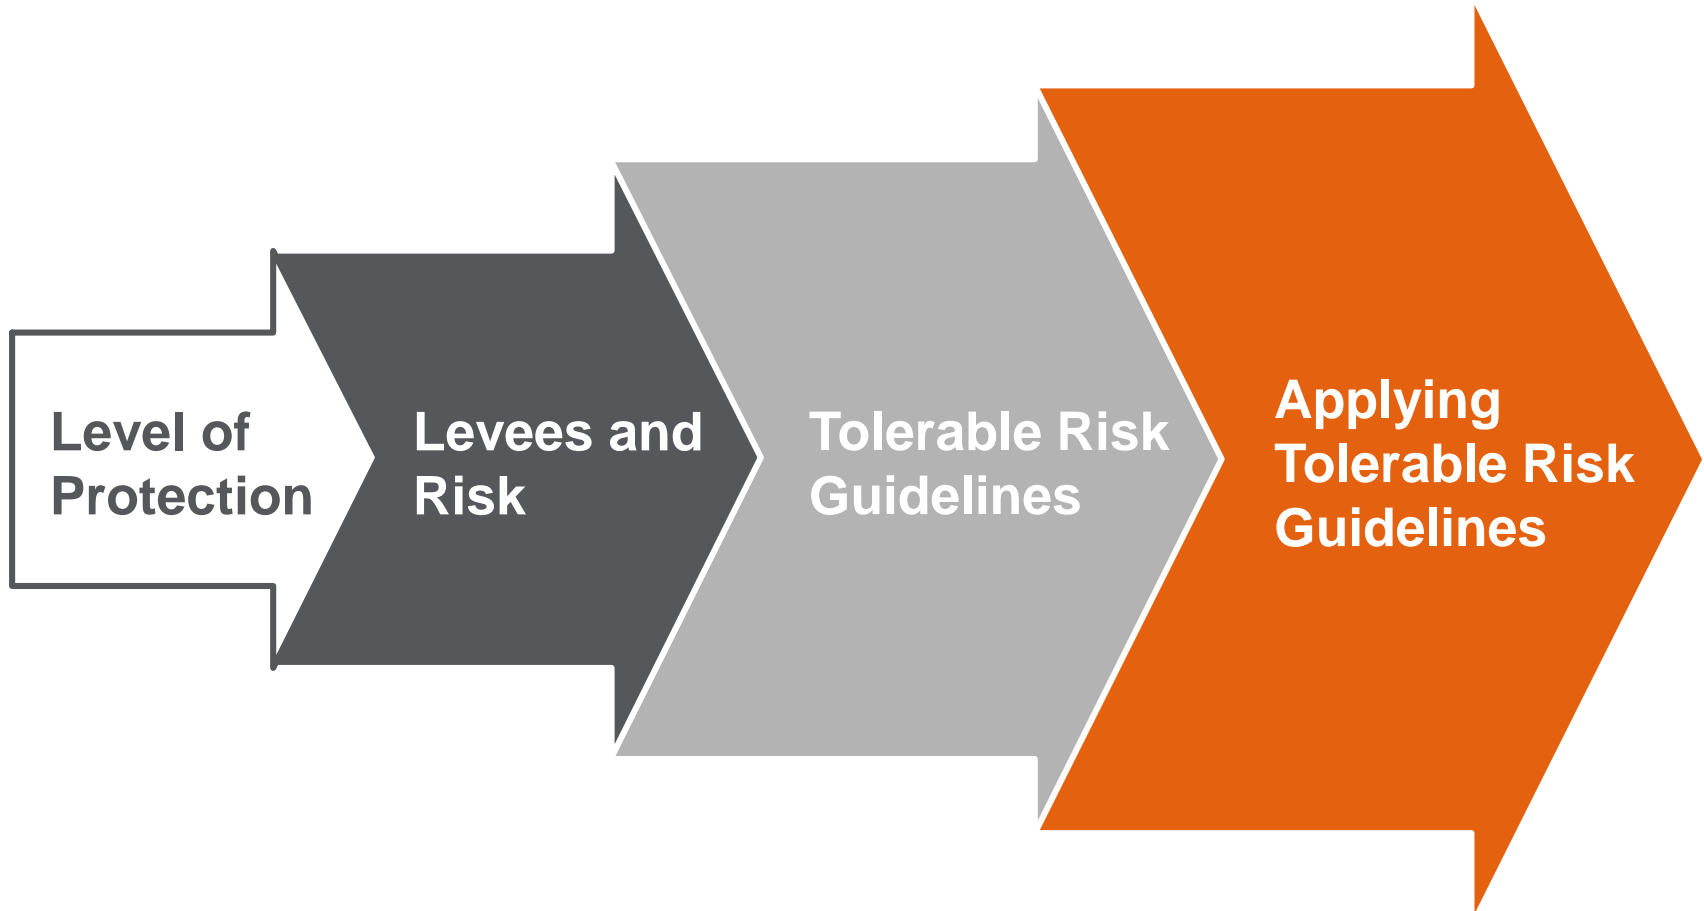 Level of
Protection
Levees and
Risk
Tolerable Risk
Guidelines
Applying
Tolerable Risk
Guidelines